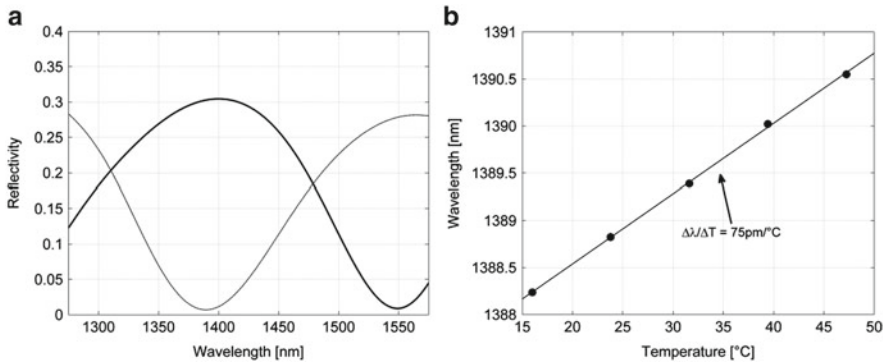 a
0.4
0.35
0.3
0.25
0.2
0.15
0.1
0.05
0
Reflectivity
1300 1350 1400 1450 1500 1550
Wavelength [nm]
b
1391
1390.5
1390
1389.5
1389
1388.5
1388
Wavelength [nm]
Δλ/ΔT = 75pm/°C
15 20 25 30 35 40 45 50
Temperature [°C]